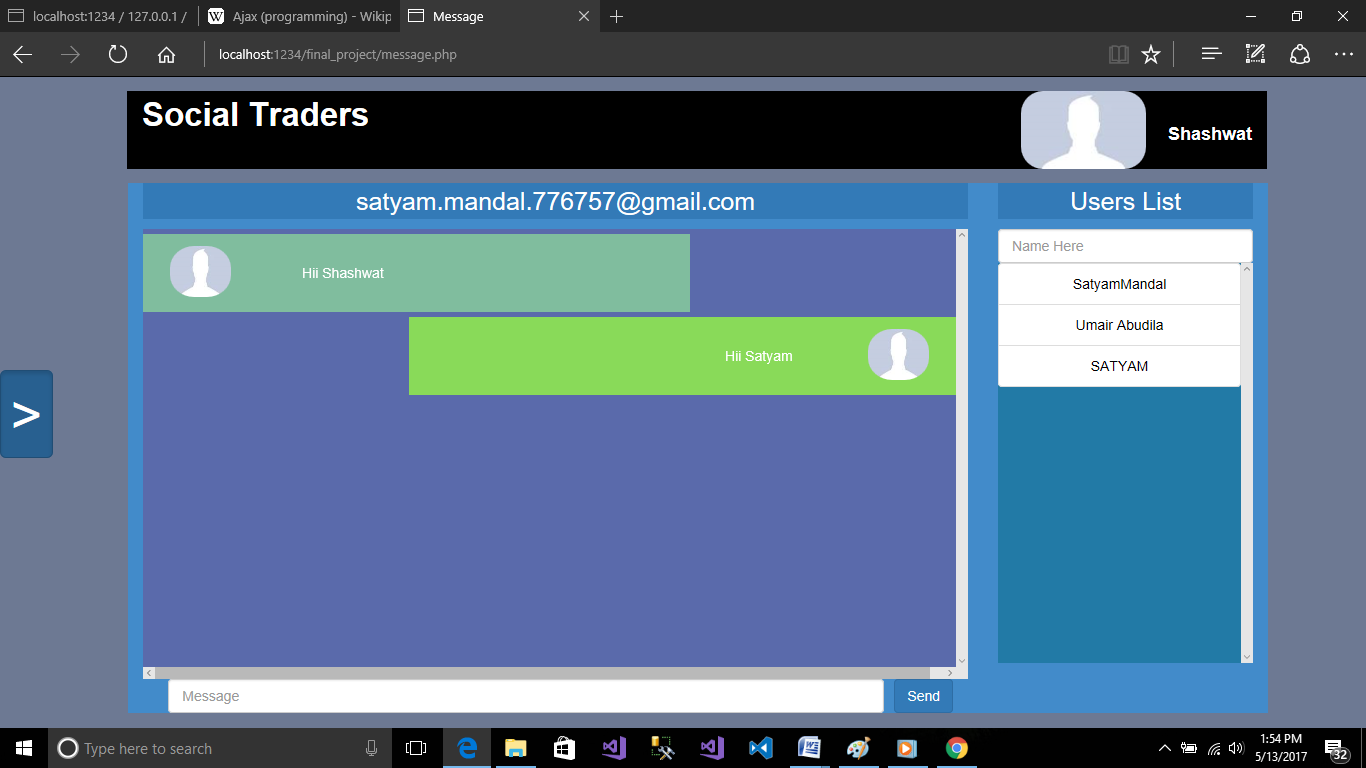 localhost:1234 / 127.0.0.1 /
W Ajax (programming) - Wikip
Message
localhost:1234/final_project/message.php
Social Traders
Shashwat
satyam.mandal.776757@gmail.com
Users List
Hii Shashwat
Hii Satyam
Name Here
SatyamMandal
Umair Abudila
SATYAM
>
Message
Send
Type here to search
1:54 PM
5/13/2017
32